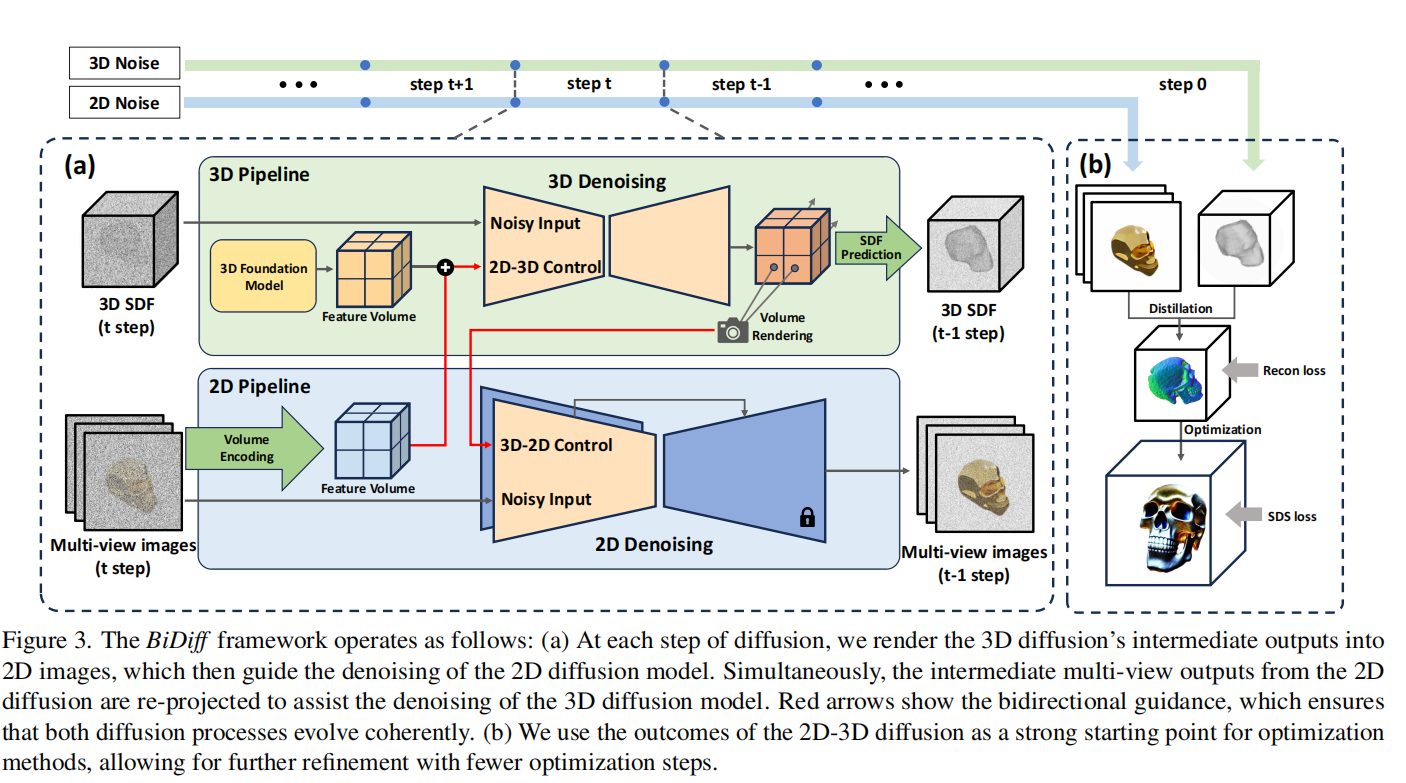 3D Noise
2D Noise
• • •
step t+1
step t
step t-1
• • •
step 0
(a)
3D Pipeline
3D Denoising
Noisy Input
2D-3D Control
3D Foundation
Model
Feature Volume
SDF
Prediction
Volume
Rendering
3D SDF
(t step)
3D SDF
(t-1 step)
2D Pipeline
Volume
Encoding
Feature Volume
3D-2D Control
Noisy Input
2D Denoising
Multi-view images
(t step)
Multi-view images
(t-1 step)
(b)
Distillation
Recon loss
Optimization
SDS loss
Figure 3. The BiDiff framework operates as follows: (a) At each step of diffusion, we render the 3D diffusion's intermediate outputs into
2D images, which then guide the denoising of the 2D diffusion model. Simultaneously, the intermediate multi-view outputs from the 2D
diffusion are re-projected to assist the denoising of the 3D diffusion model. Red arrows show the bidirectional guidance, which ensures
that both diffusion processes evolve coherently. (b) We use the outcomes of the 2D-3D diffusion as a strong starting point for optimization
methods, allowing for further refinement with fewer optimization steps.